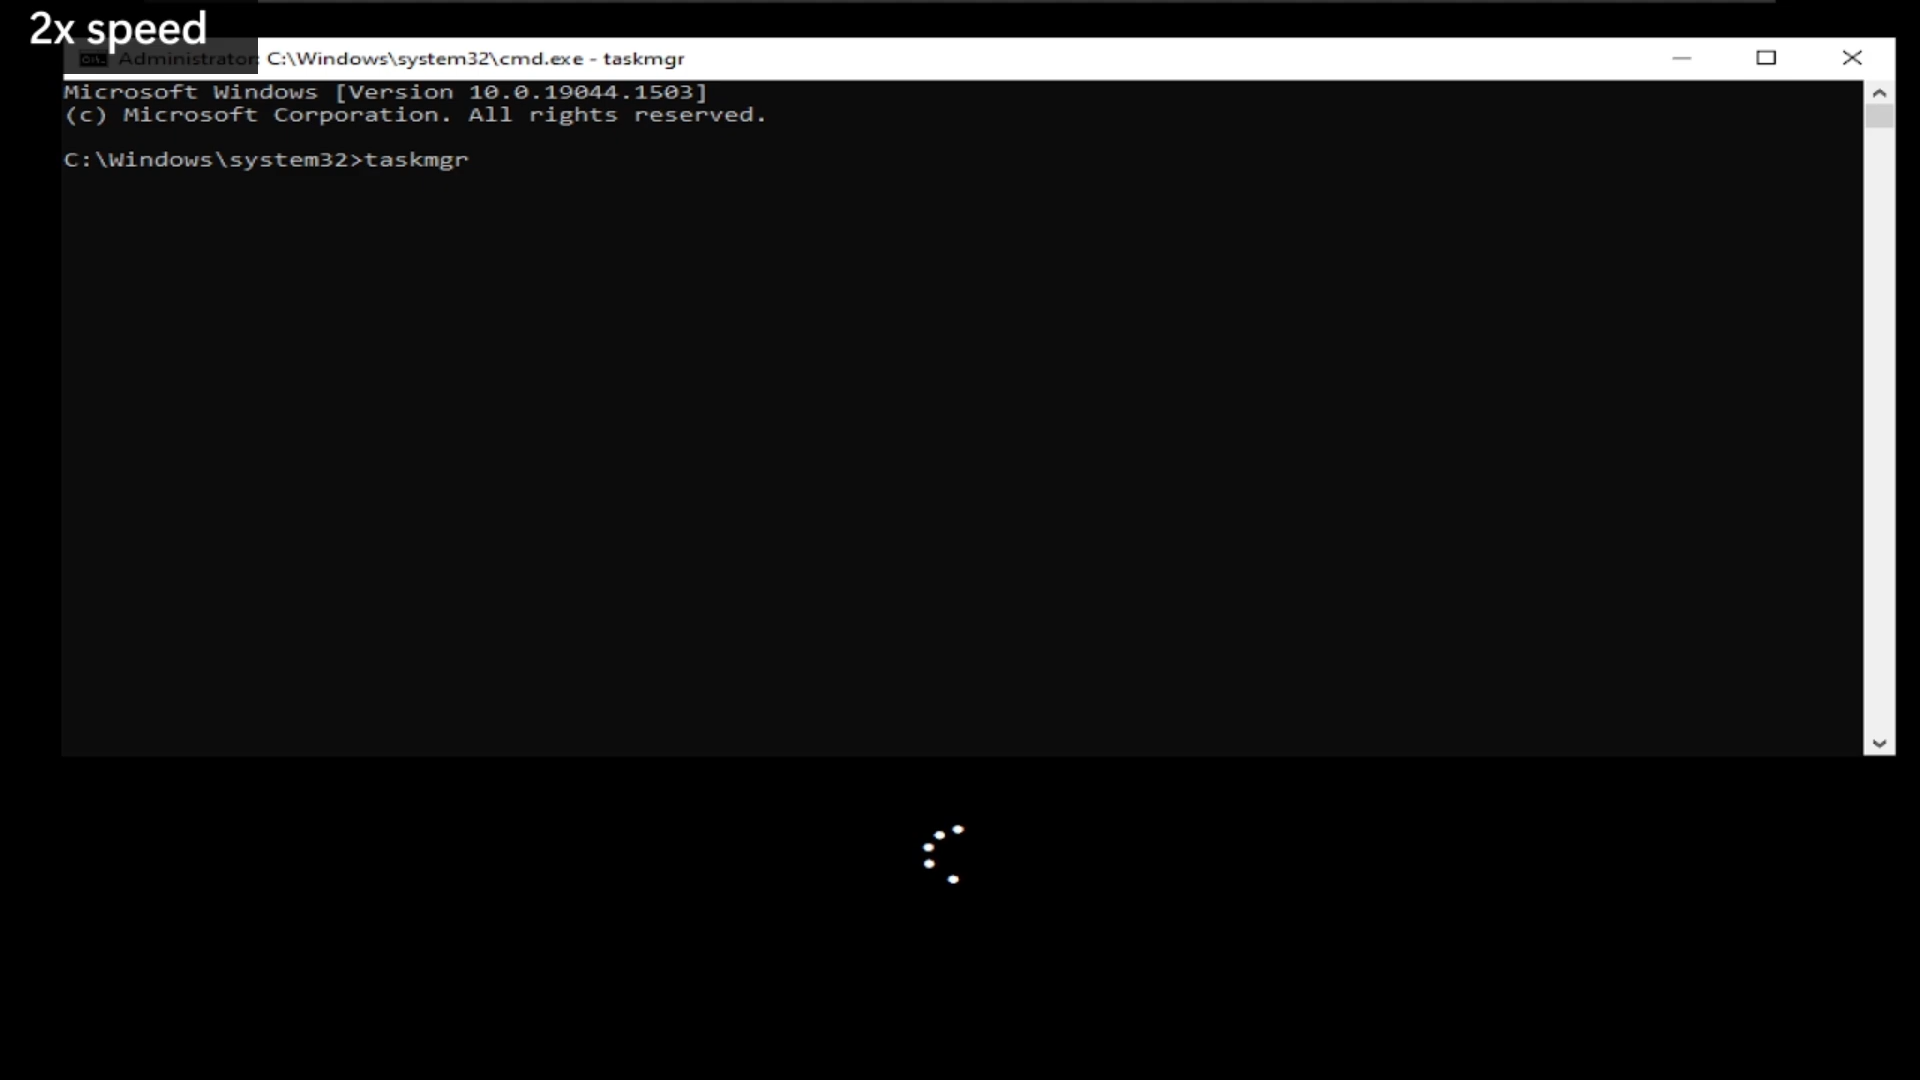 2x speed
Administrator: C:\Windows\system32\cmd.exe - taskmgr
Microsoft Windows [Version 10.0.19044.1503]
(c) Microsoft Corporation. All rights reserved.
C:\Windows\system32>taskmgr